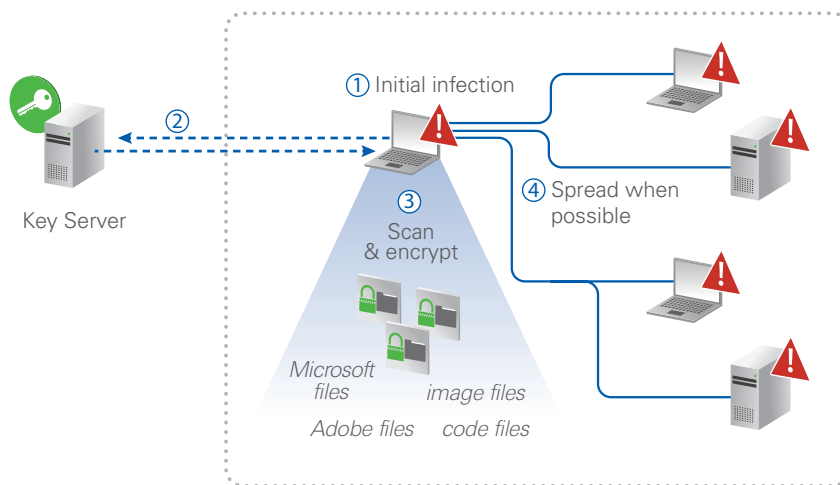 ① Initial infection
②
Key Server
③
Scan
& encrypt
④ Spread when
possible
Microsoft
files
image files
Adobe files
code files